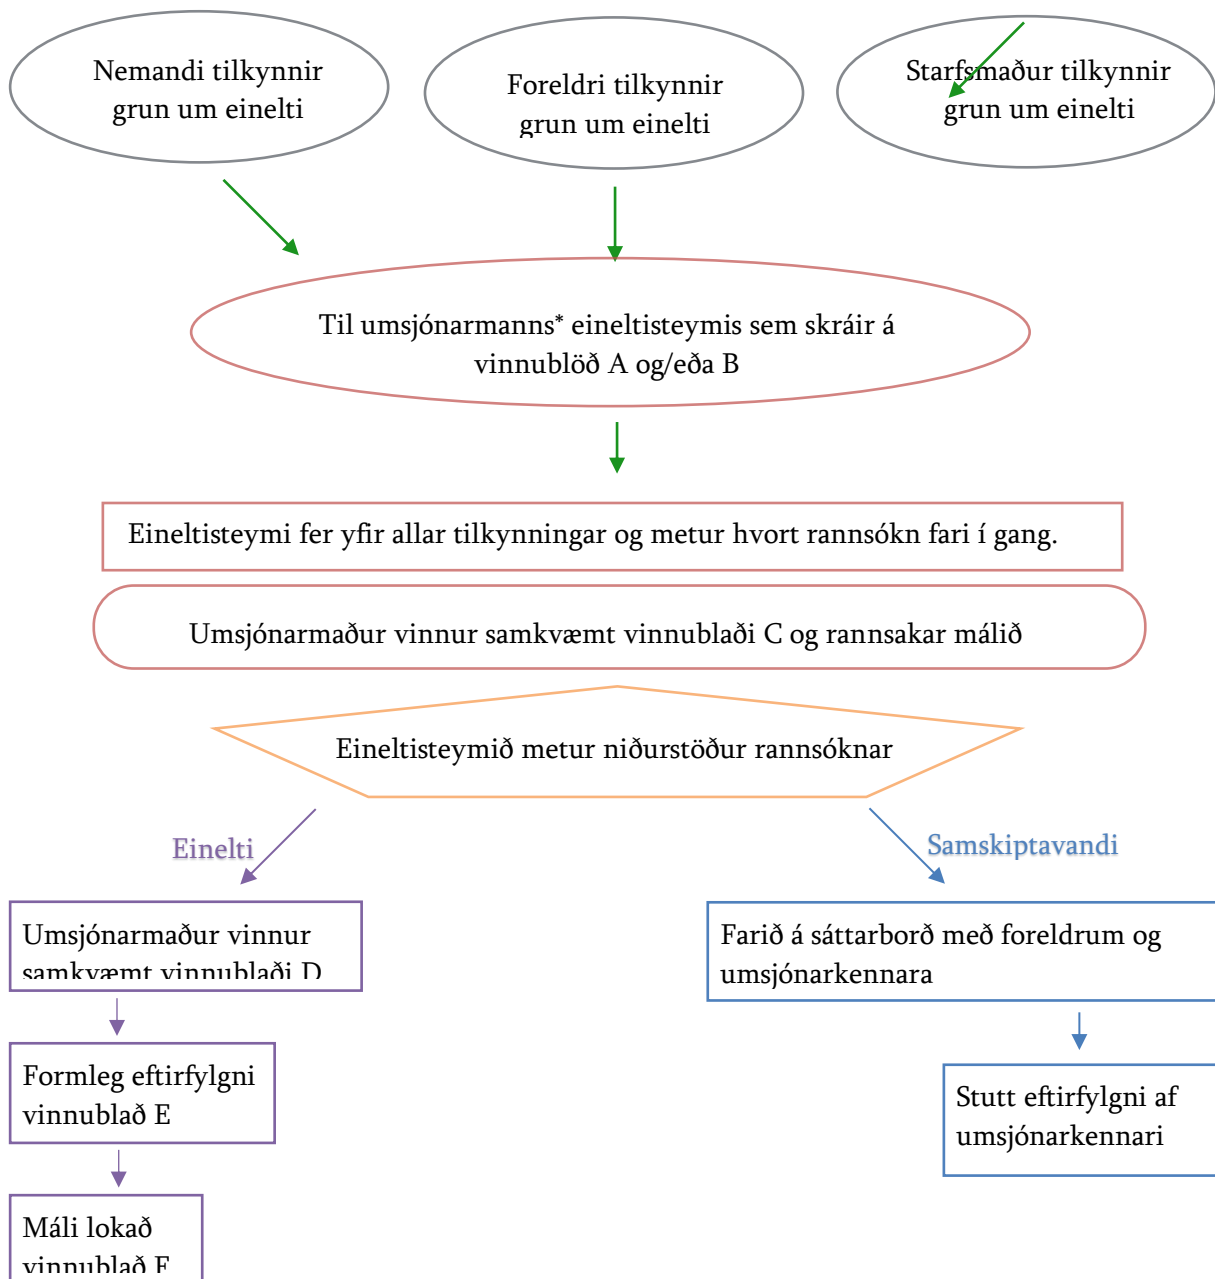 Nemandi tilkynnir
grun um einelti
Foreldri tilkynnir
grun um einelti
Starfsmaður tilkynnir
grun um einelti
Til umsjónarmanns* eineltisteymis sem skráir á
vinnublöð A og/eða B
Eineltisteymi fer yfir allar tilkynningar og metur hvort rannsókn fari í gang.
Umsjónarmaður vinnur samkvæmt vinnublaði C og rannsakar málið
Eineltisteymið metur niðurstöður rannsóknar
Einelti
Samskiptavandi
Umsjónarmaður vinnur
samkvæmt vinnublaði D
Farið á sáttarborð með foreldrum og
umsjónarkennara
Formleg eftirfylgni
vinnublað E
Stutt eftirfylgni af
umsjónarkennari
Máli lokað
vinnublað F